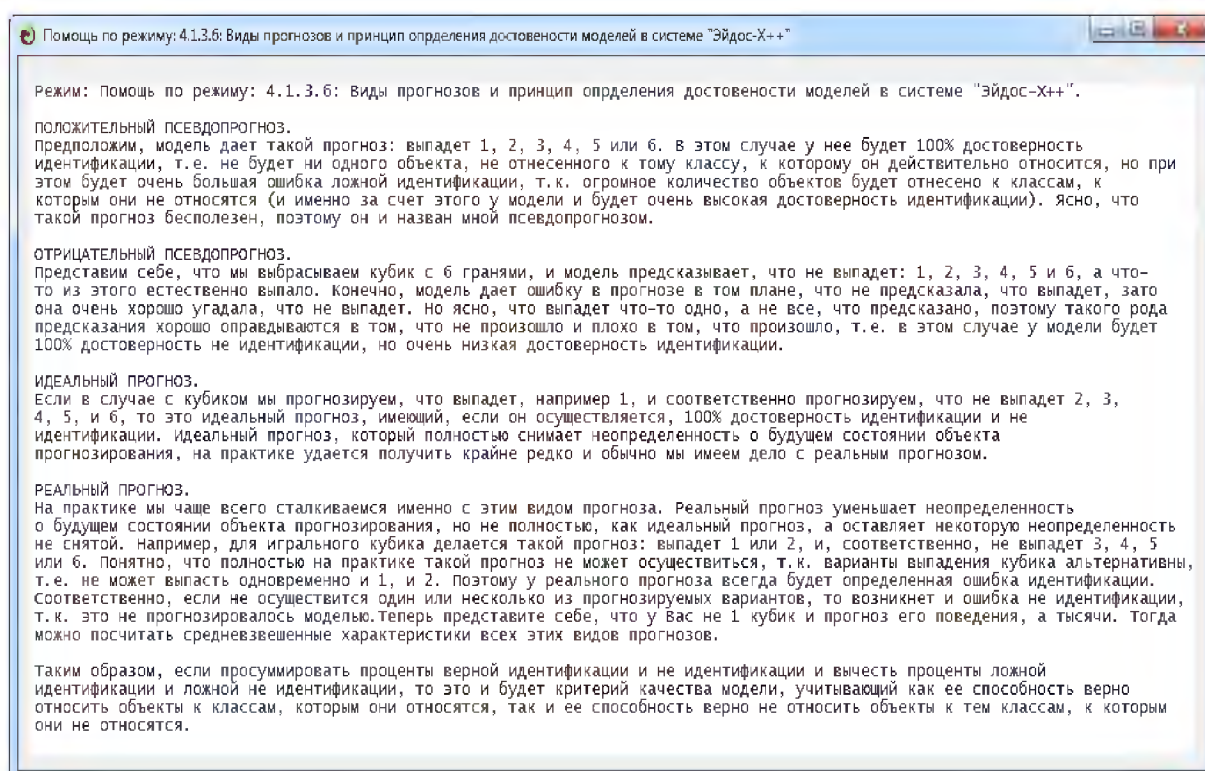 Помощь по режиму: 4.1.3.6: Виды прогнозов и принцип опрделения достовености моделей в системе "Эйдос-Х++"
Режим: Помощь по режиму: 4.1.3.6: Виды прогнозов и принцип опрделения достовености моделей в системе "Эйдос-Х++".
ПОЛОЖИТЕЛЬНЫЙ ПСЕВДОПРОГНОЗ.
Предположим, модель дает такой прогноз: выпадет 1, 2, 3, 4, 5 или 6. В этом случае у нее будет 100% достоверность
идентификации, т.е. не будет ни одного объекта, не отнесенного к тому классу, к которому он действительно относится, но при
этом будет очень большая ошибка ложной идентификации, т.к. огромное количество объектов будет отнесено к классам, к
которым они не относятся (и именно за счет этого у модели и будет очень высокая достоверность идентификации). Ясно, что
такой прогноз бесполезен, поэтому он и назван мной псевдопрогнозом.
ОТРИЦАТЕЛЬНЫЙ ПСЕВДОПРОГНОЗ.
Представим себе, что мы выбрасываем кубик с 6 гранями, и модель предсказывает, что не выпадет: 1, 2, 3, 4, 5 и 6, а что-
то из этого естественно выпало. Конечно, модель дает ошибку в прогнозе в том плане, что не предсказала, что выпадет, зато
она очень хорошо угадала, что не выпадет. Но ясно, что выпадет что-то одно, а не все, что предсказано, поэтому такого рода
предсказания хорошо оправдываются в том, что не произошло и плохо в том, что произошло, т.е. в этом случае у модели будет
100% достоверность не идентификации, но очень низкая достоверность идентификации.
ИДЕАЛЬНЫЙ ПРОГНОЗ.
Если в случае с кубиком мы прогнозируем, что выпадет, например 1, и соответственно прогнозируем, что не выпадет 2, 3,
4, 5, и 6, то это идеальный прогноз, имеющий, если он осуществляется, 100% достоверность идентификации и не
идентификации. Идеальный прогноз, который полностью снимает неопределенность о будущем состоянии объекта
прогнозирования, на практике удается получить крайне редко и обычно мы имеем дело с реальным прогнозом.
РЕАЛЬНЫЙ ПРОГНОЗ.
На практике мы чаще всего сталкиваемся именно с этим видом прогноза. Реальный прогноз уменьшает неопределенность
о будущем состоянии объекта прогнозирования, но не полностью, как идеальный прогноз, а оставляет некоторую неопределенность
не снятой. Например, для игрального кубика делается такой прогноз: выпадет 1 или 2, и, соответственно, не выпадет 3, 4, 5
или 6. Понятно, что полностью на практике такой прогноз не может осуществиться, т.к. варианты выпадения кубика альтернативны,
т.е. не может выпасть одновременно и 1, и 2. Поэтому у реального прогноза всегда будет определенная ошибка идентификации.
Соответственно, если не осуществится один или несколько из прогнозируемых вариантов, то возникнет и ошибка не идентификации,
т.к. это не прогнозировалось моделью.Теперь представите себе, что у Вас не 1 кубик и прогноз его поведения, а тысячи. Тогда
можно посчитать средневзвешенные характеристики всех этих видов прогнозов.
Таким образом, если просуммировать проценты верной идентификации и не идентификации и вычесть проценты ложной
идентификации и ложной не идентификации, то это и будет критерий качества модели, учитывающий как ее способность верно
относить объекты к классам, которым они относятся, так и ее способность верно не относить объекты к тем классам, к которым
они не относятся.